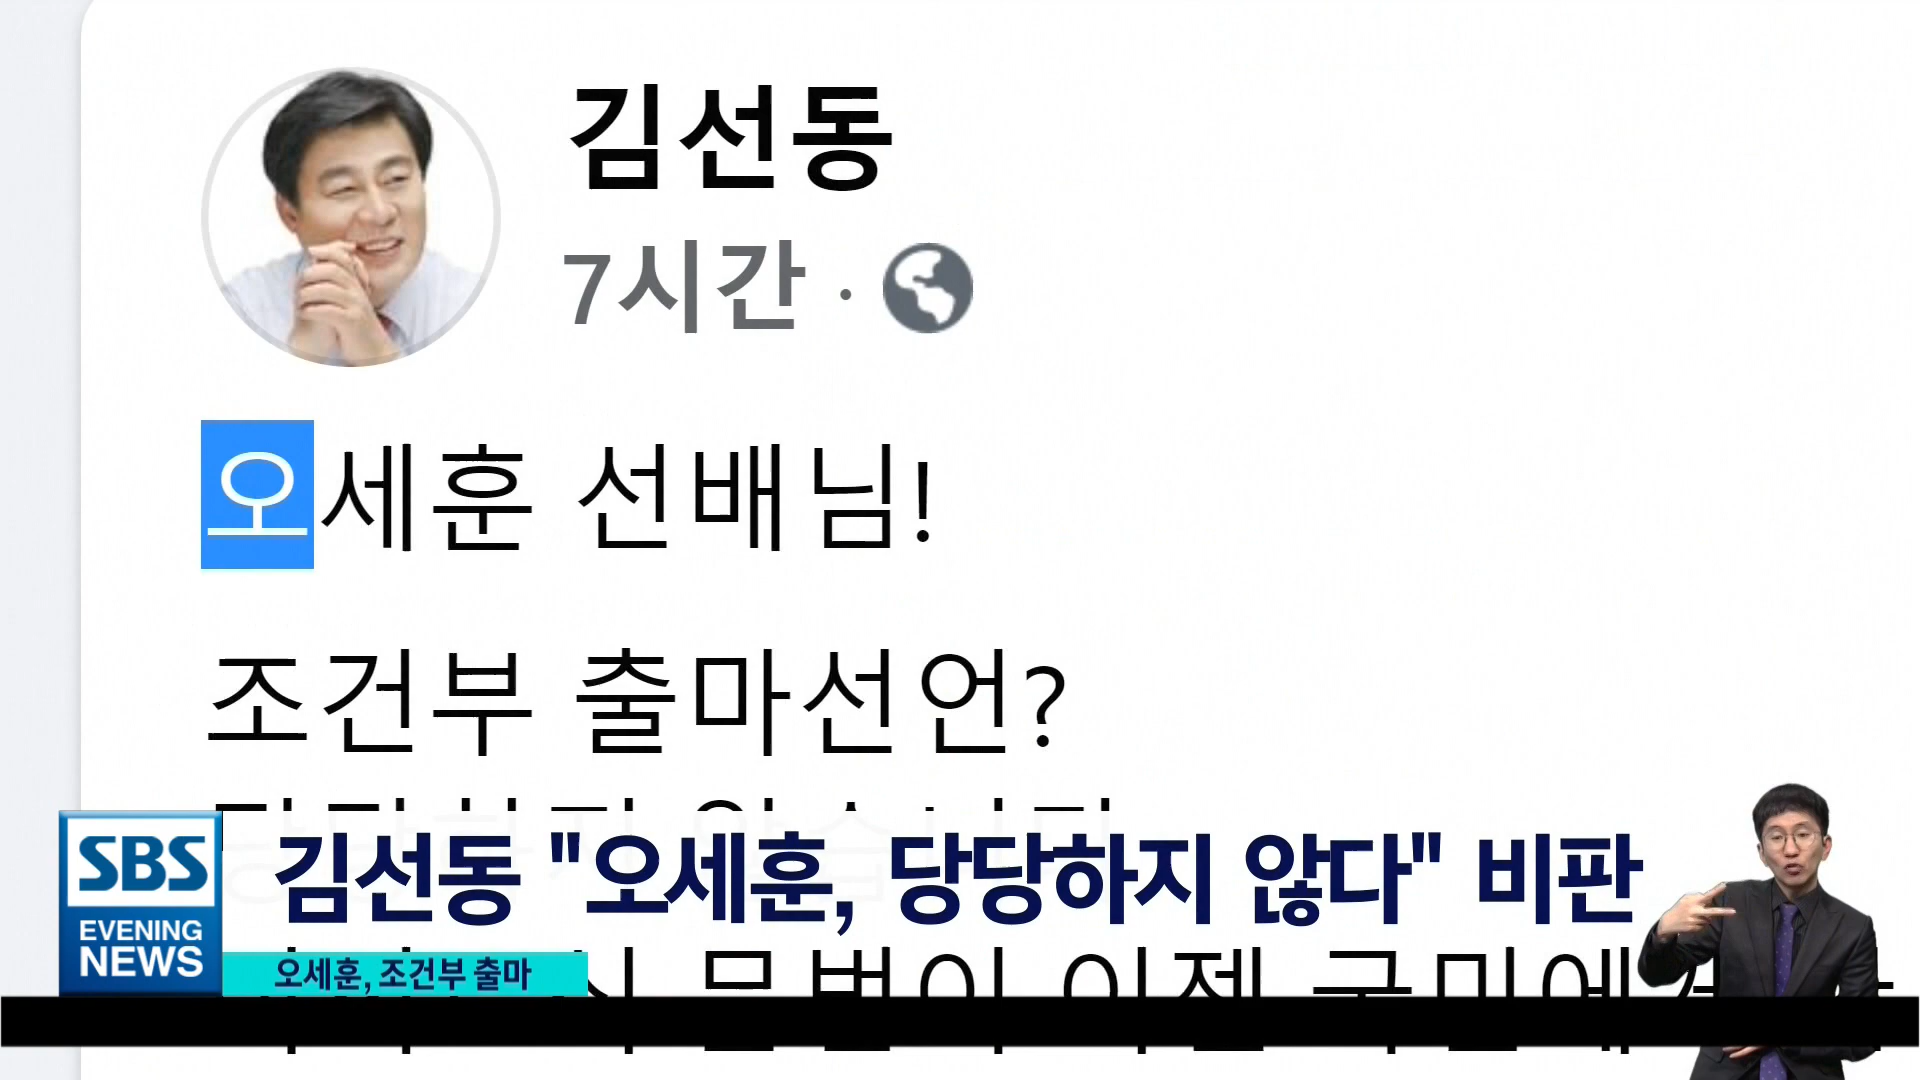 김선동
7시간 ·
오세훈 선배님!
조건부 출마선언?
SBS
EVENING
NEWS
김선동 "오세훈, 당당하지 않다" 비판
오세훈, 조건부 출마